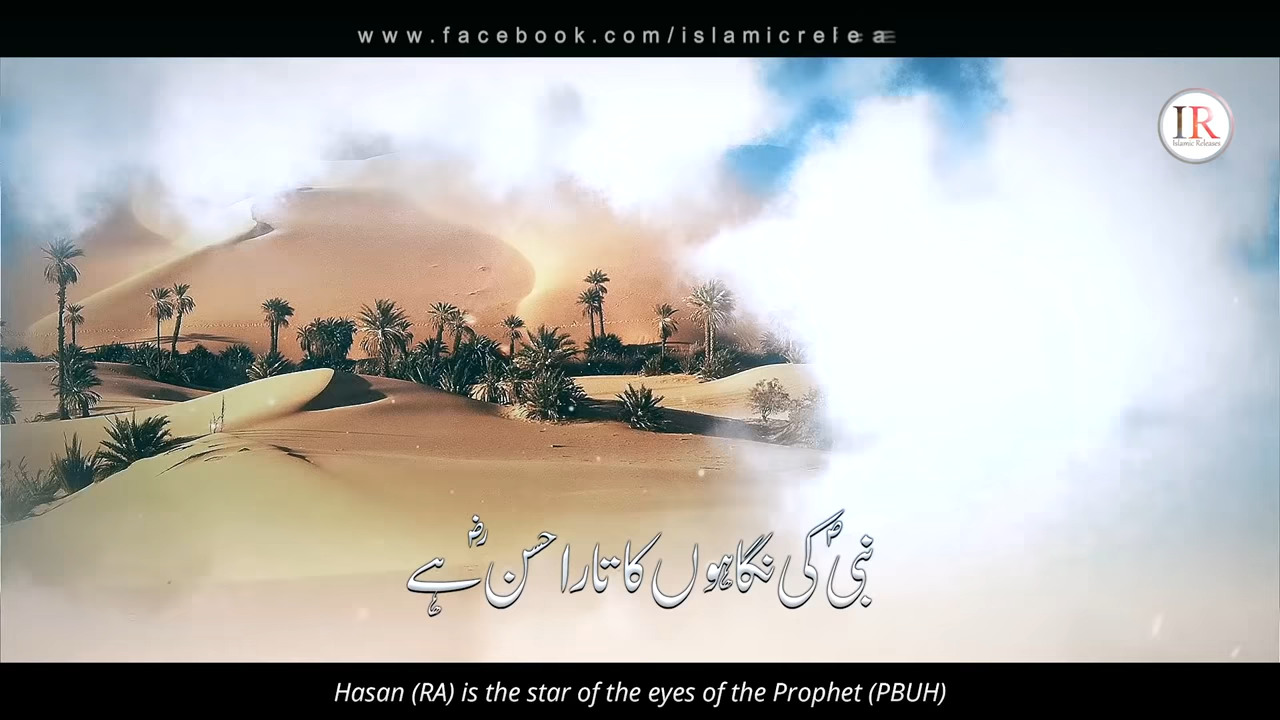 www.facebook.com/islamicrelea
IR
Islamic Releases
نبیؐ کی نگاہوں کا تارا حسنؓ ہے
Hasan (RA) is the star of the eyes of the Prophet (PBUH)